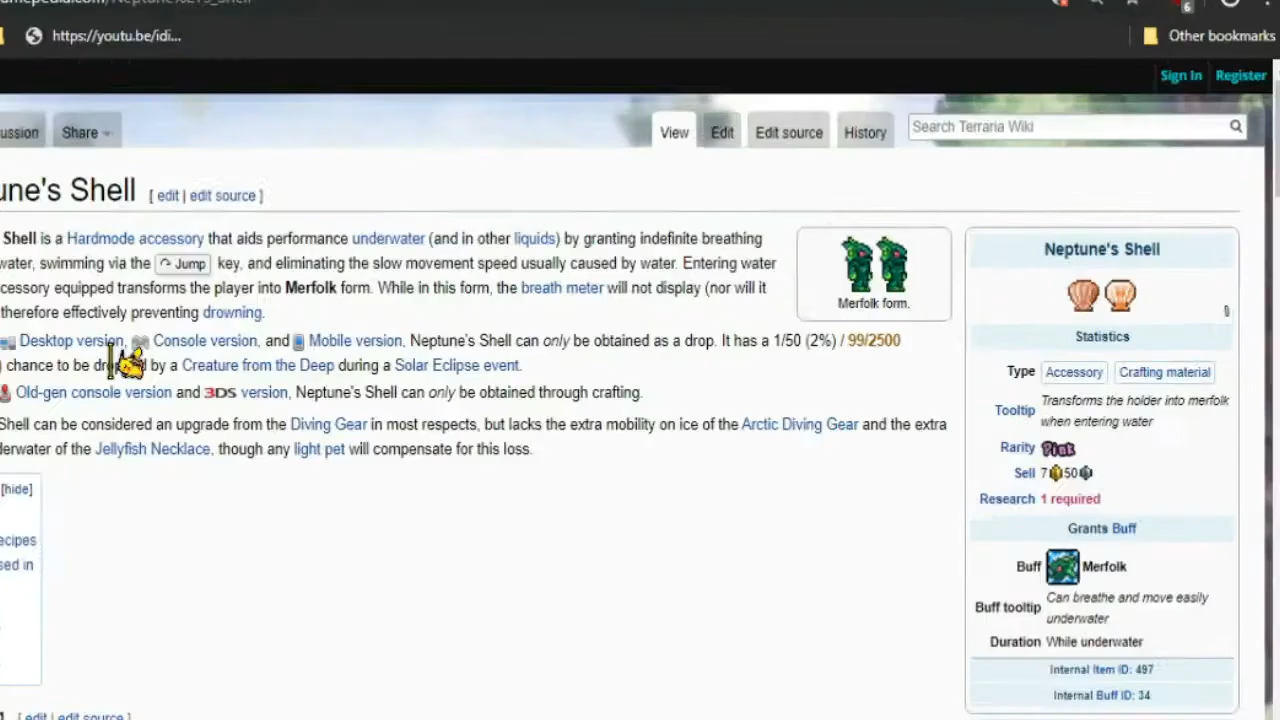 https://youtu.be/idi...
Other bookmarks
6
Sign In Register
Share
View Edit Edit source History Search Terraria Wiki
une's Shell [ edit | edit source ]
Shell is a Hardmode accessory that aids performance underwater (and in other liquids) by granting indefinite breathing
water, swimming via the Jump key, and eliminating the slow movement speed usually caused by water. Entering water
cessory equipped transforms the player into Merfolk form. While in this form, the breath meter will not display (nor will it
therefore effectively preventing drowning.
Merfolk form.
Desktop version, Console version, and Mobile version, Neptune's Shell can only be obtained as a drop. It has a 1/50 (2%) / 99/2500
chance to be by a Creature from the Deep during a Solar Eclipse event.
Old-gen console version and 3DS version, Neptune's Shell can only be obtained through crafting.
Shell can be considered an upgrade from the Diving Gear in most respects, but lacks the extra mobility on ice of the Arctic Diving Gear and the extra
derwater of the Jellyfish Necklace, though any light pet will compensate for this loss.
[hide]
ecipes
sed in
[ edit | edit source ]
Neptune's Shell
Statistics
Type Accessory Crafting material
Tooltip Transforms the holder into merfolk
when entering water
Rarity Pink
Sell 7 50
Research 1 required
Grants Buff
Buff Merfolk
Buff tooltip Can breathe and move easily
underwater
Duration While underwater
Internal Item ID: 497
Internal Buff ID: 34